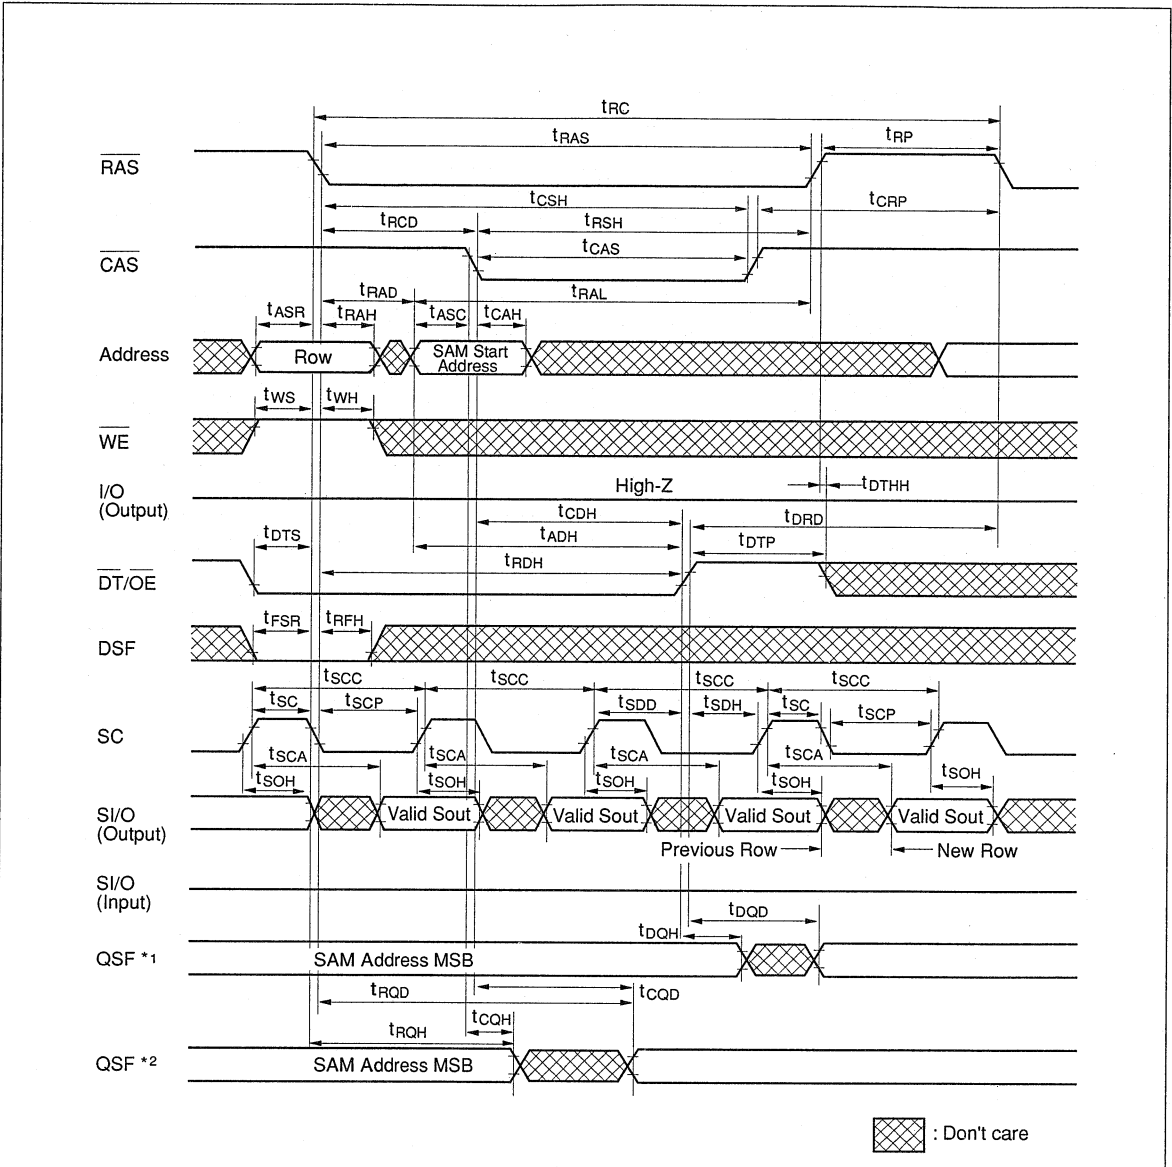 tRC
tRAS
tRP
RAS
tCSH
tCRP
tRCD
tRSH
CAS
tCAS
tRAD
tRAL
tASR
tRAH
tASC
tCAH
Address
Row
SAM Start
Address
tWS
tWH
WE
I/O
(Output)
High-Z
tDTHH
tCDH
tDRD
tDTS
tADH
tDTP
tRDH
DT/OE
tFSR
tRFH
DSF
tSCC
tSCC
tSCC
tSCC
tSC
tSCP
tSDD
tSDH
tSC
tSCP
SC
tSCA
tSCA
tSCA
tSCA
tSOH
tSOH
tSOH
tSOH
tSOH
SI/O
(Output)
Valid Sout
Valid Sout
Valid Sout
Valid Sout
Previous Row
New Row
SI/O
(Input)
tDQD
tDQH
QSF *1
SAM Address MSB
tRQD
tCQD
tCQH
tRQH
QSF *2
SAM Address MSB
: Don't care